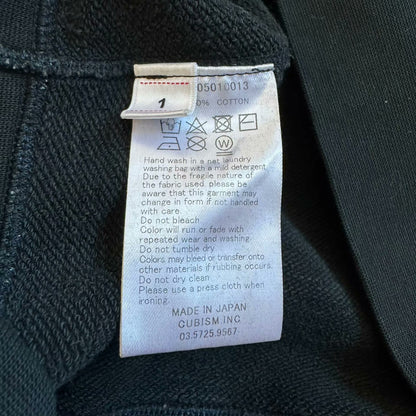 05010013
1
0% COTTON
Hand wash in a net laundry
washing bag with a mild detergent.
Due to the fragile nature of
the fabric used, please be
aware that this garment may
change in form if not handled
with care.
Do not bleach
Color will run or fade with
repeated wear and washing.
Do not tumble dry
Colors may bleed or transfer onto
other materials if rubbing occurs.
Do not dry clean
Please use a press cloth when
ironing.
MADE IN JAPAN
CUBISM.INC
03.5725.9567